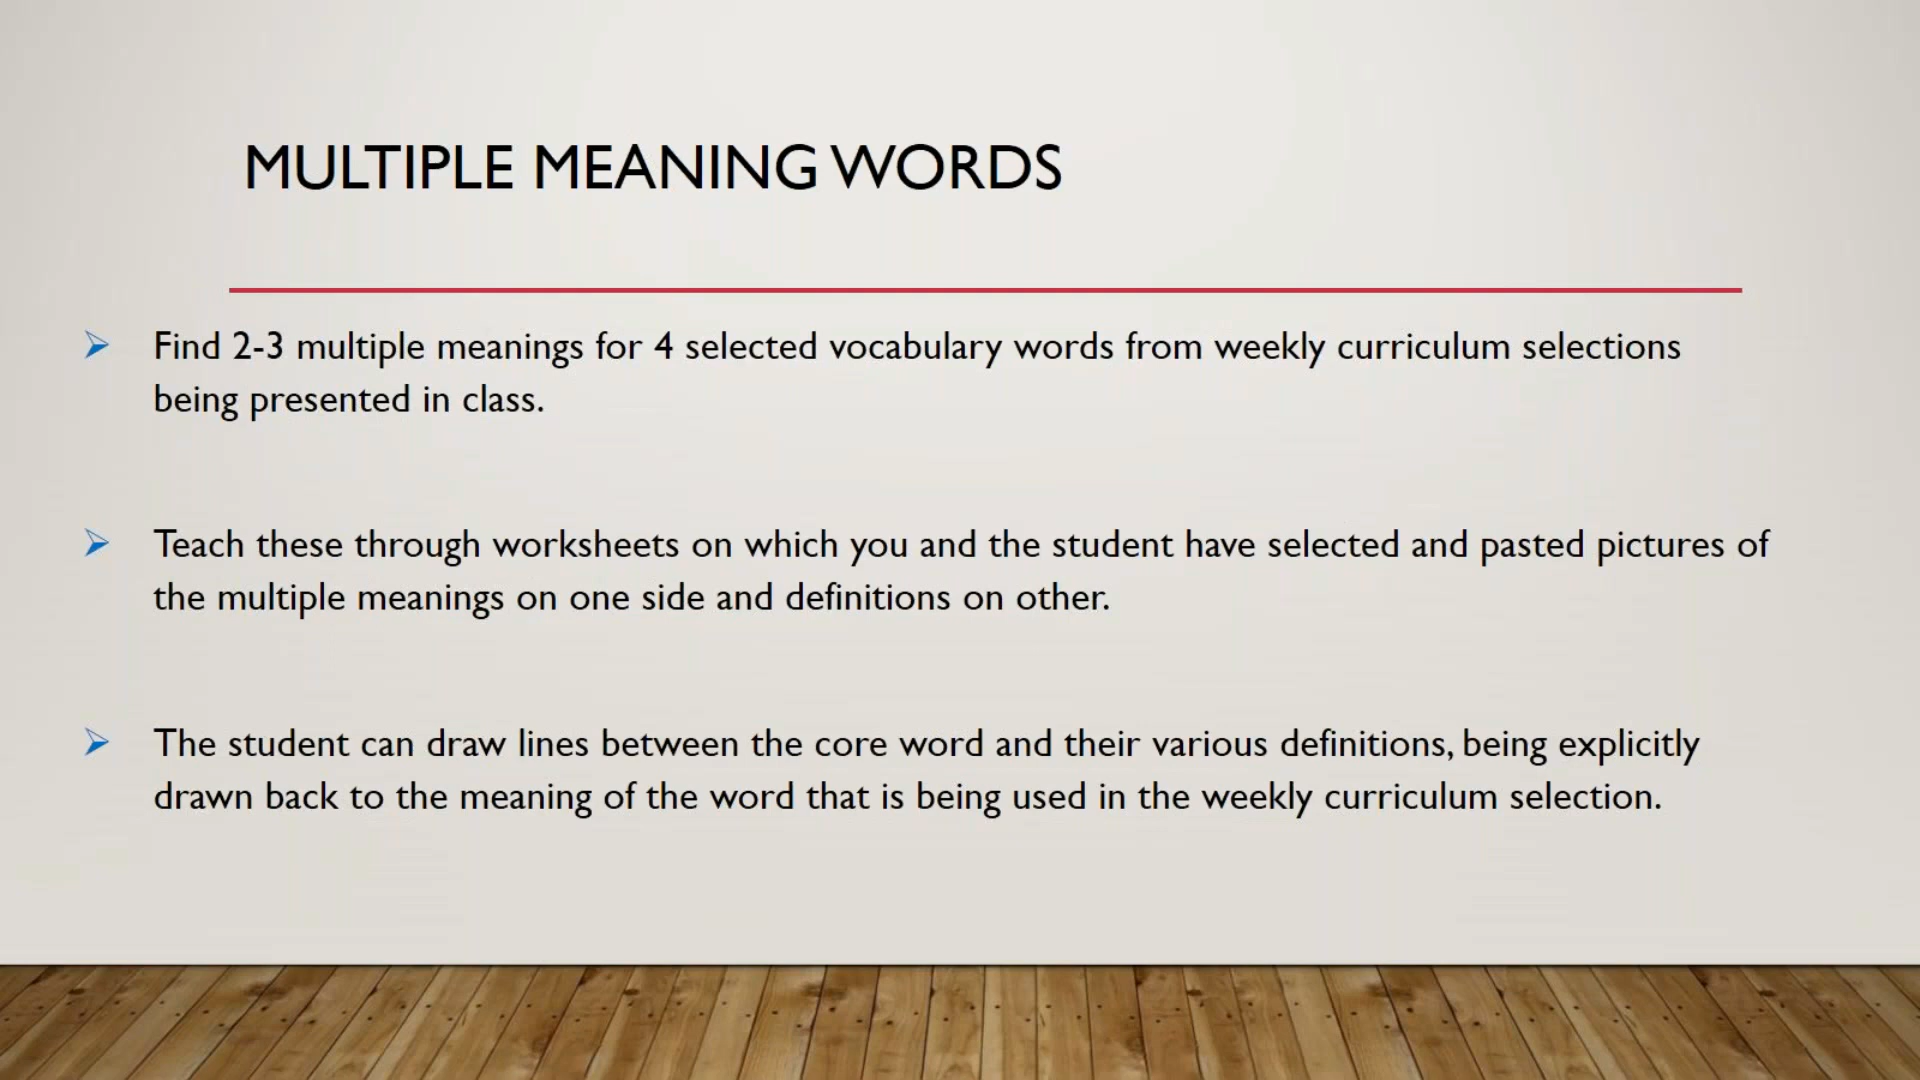 MULTIPLE MEANING WORDS
Find 2-3 multiple meanings for 4 selected vocabulary words from weekly curriculum selections
being presented in class.
Teach these through worksheets on which you and the student have selected and pasted pictures of
the multiple meanings on one side and definitions on other.
The student can draw lines between the core word and their various definitions, being explicitly
drawn back to the meaning of the word that is being used in the weekly curriculum selection.